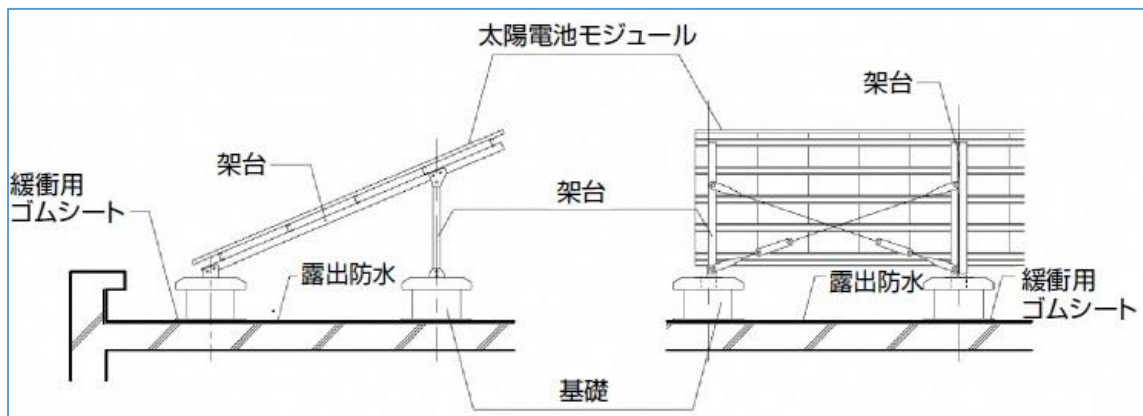 太陽電池モジュール
架台
架台
緩衝用
ゴムシート
架台
露出防水
露出防水
緩衝用
ゴムシート
基礎